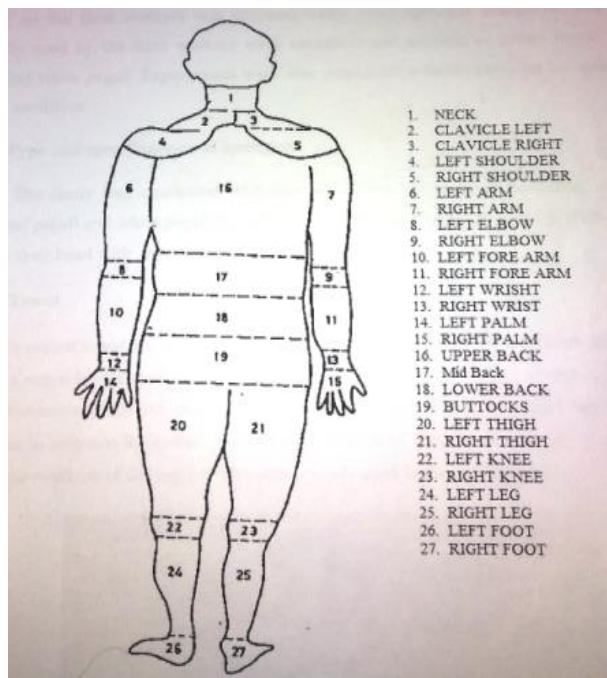 1
2
3
4
5
6
16
7
8
17
9
10
18
11
19
12
13
14
15
20
21
22
23
24
25
26
27
1. NECK
2. CLAVICLE LEFT
3. CLAVICLE RIGHT
4. LEFT SHOULDER
5. RIGHT SHOULDER
6. LEFT ARM
7. RIGHT ARM
8. LEFT ELBOW
9. RIGHT ELBOW
10. LEFT FORE ARM
11. RIGHT FORE ARM
12. LEFT WRISHT
13. RIGHT WRIST
14. LEFT PALM
15. RIGHT PALM
16. UPPER BACK
17. Mid Back
18. LOWER BACK
19. BUTTOCKS
20. LEFT THIGH
21. RIGHT THIGH
22. LEFT KNEE
23. RIGHT KNEE
24. LEFT LEG
25. RIGHT LEG
26. LEFT FOOT
27. RIGHT FOOT